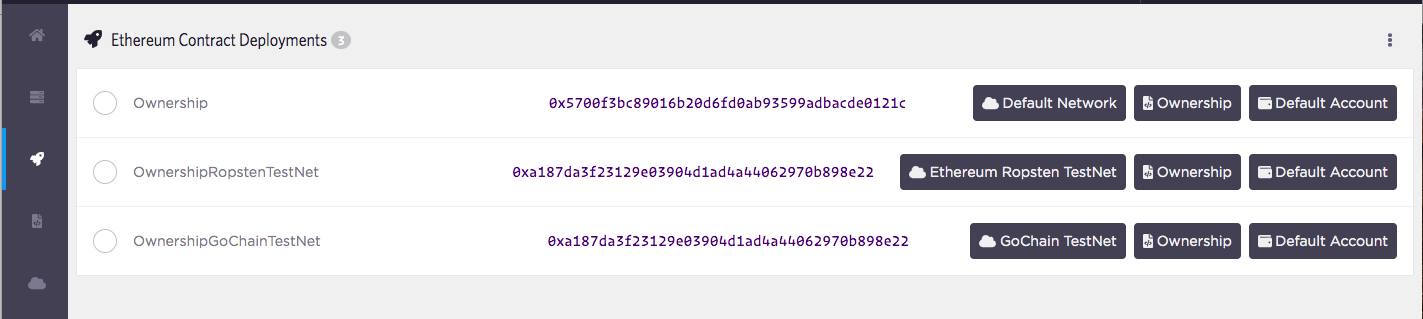 Ethereum Contract Deployments 3
Ownership 0x5700f3bc89016b20d6fd0ab93599adbacde0121c Default Network Ownership Default Account
OwnershipRopstenTestNet 0xa187da3f23129e03904d1ad4a44062970b898e22 Ethereum Ropsten TestNet Ownership Default Account
OwnershipGoChainTestNet 0xa187da3f23129e03904d1ad4a44062970b898e22 GoChain TestNet Ownership Default Account